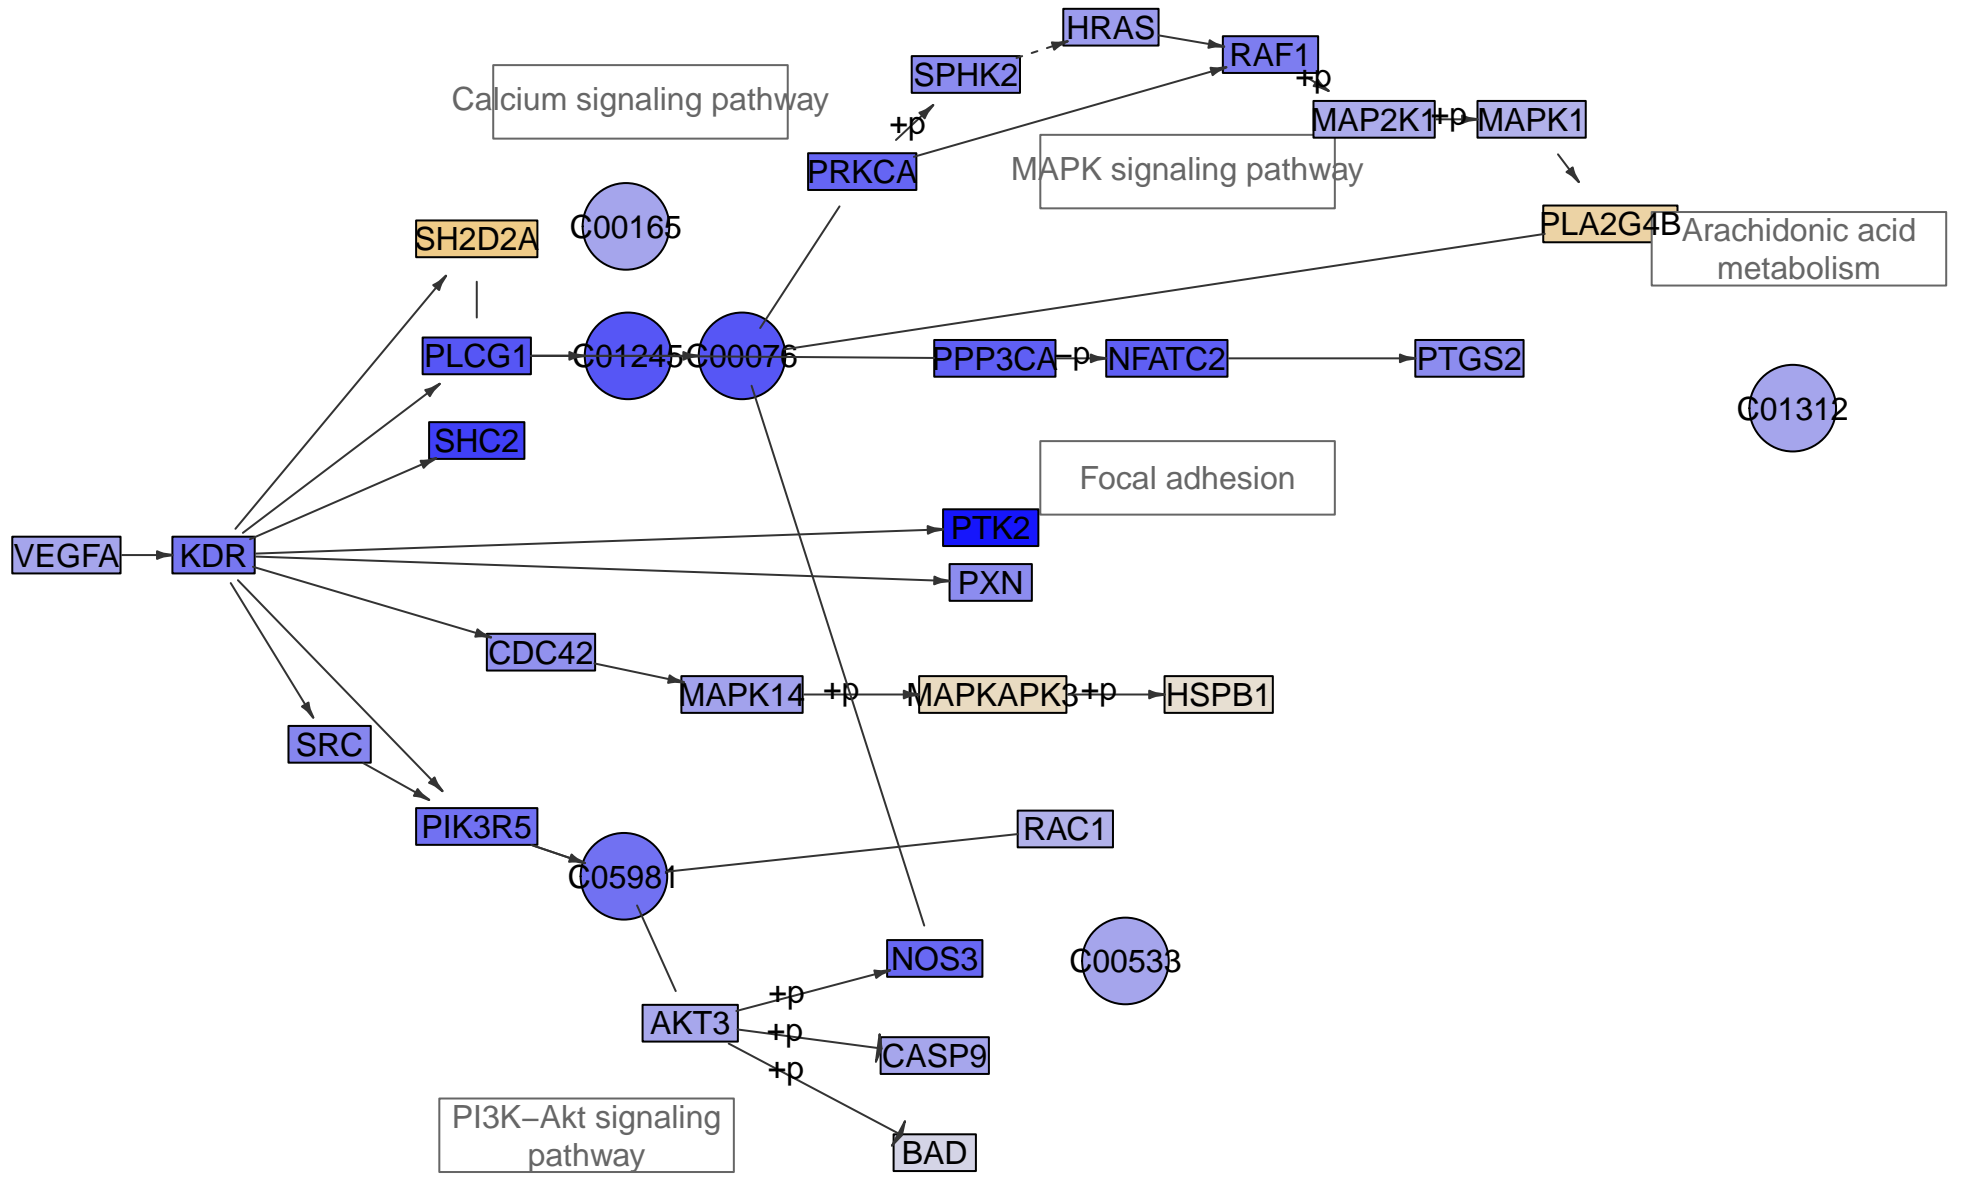 HRAS
RAF1
+p
SPHK2
Calcium signaling pathway
+p
MAP2K1
+p
MAPK1
PRKCA
MAPK signaling pathway
C00165
SH2D2A
PLA2G4B
Arachidonic acid
metabolism
PLCG1
C01245
C00076
PPP3CA
−p
NFATC2
PTGS2
C01312
SHC2
Focal adhesion
PTK2
VEGFA
KDR
PXN
CDC42
MAPK14
+p
MAPKAPK3
+p
HSPB1
SRC
PIK3R5
RAC1
C05981
NOS3
C00533
+p
AKT3
+p
CASP9
+p
PI3K−Akt signaling
pathway
BAD